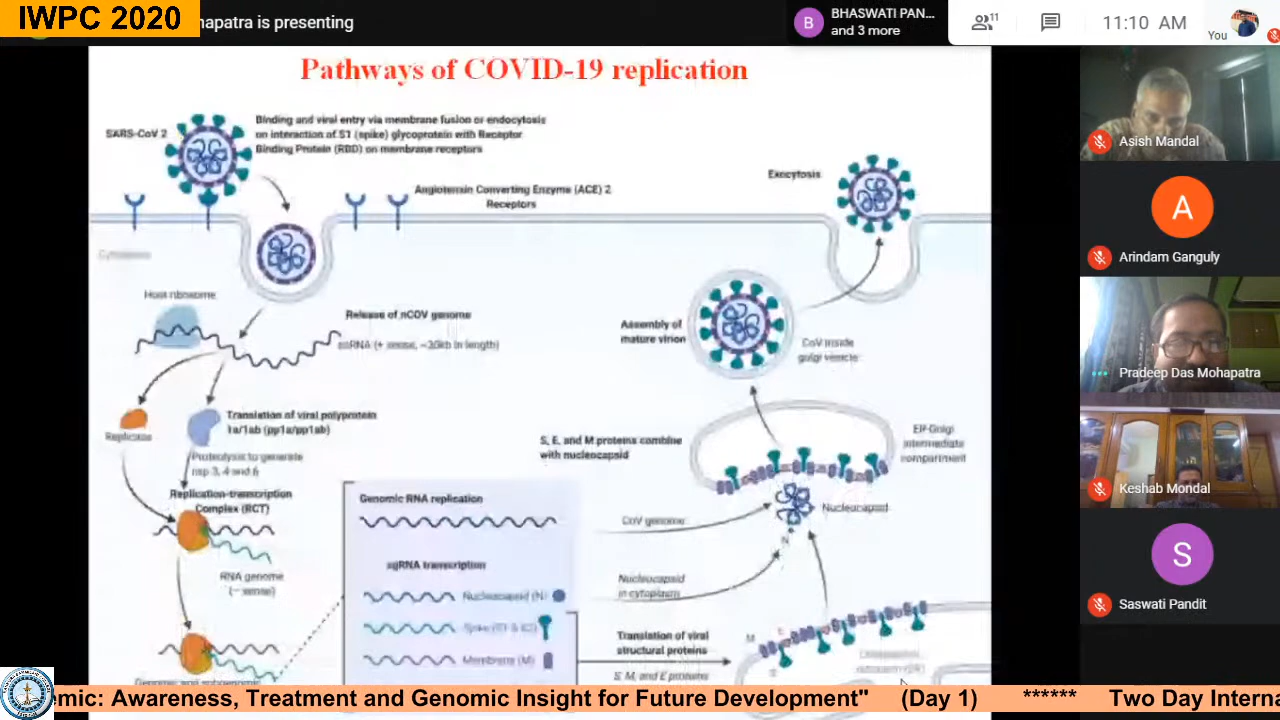 IWPC 2020
hapatra is presenting
B
BHASWATI PAN...
and 3 more
11
11:10 AM
You
Pathways of COVID-19 replication
SARS-CoV 2
Binding and viral entry via membrane fusion or endocytosis
on interaction of S1 (spike) glycoprotein with Receptor
Binding Protein (RBD) on membrane receptors
Exocytosis
Angiotensin Converting Enzyme (ACE) 2
Receptors
Cytoplasm
Host ribosome
Release of nCOV genome
ssRNA (+ sense, ~30kb in length)
Assembly of
mature virion
CoV inside
golgi vesicle
Replicase
Translation of viral polyprotein
1a/1ab (pp1a/pp1ab)
Proteolysis to generate
nsp 3, 4 and 6
S, E, and M proteins combine
with nucleocapsid
ER-Golgi
intermediate
compartment
Replication-transcription
Complex (RCT)
Genomic RNA replication
CoV genome
Nucleocapsid
N
sgRNA transcription
RNA genome
(− sense)
Nucleocapsid (N)
Nucleocapsid
in cytoplasm
Spike (S1 & S2)
Membrane (M)
Translation of viral
structural proteins
S, M, and E proteins
M
E
S
Endoplasmic
reticulum (ER)
Genomic and subgenomic
Asish Mandal
A
Arindam Ganguly
Pradeep Das Mohapatra
Keshab Mondal
S
Saswati Pandit
emic: Awareness, Treatment and Genomic Insight for Future Development" (Day 1) ****** Two Day Interna